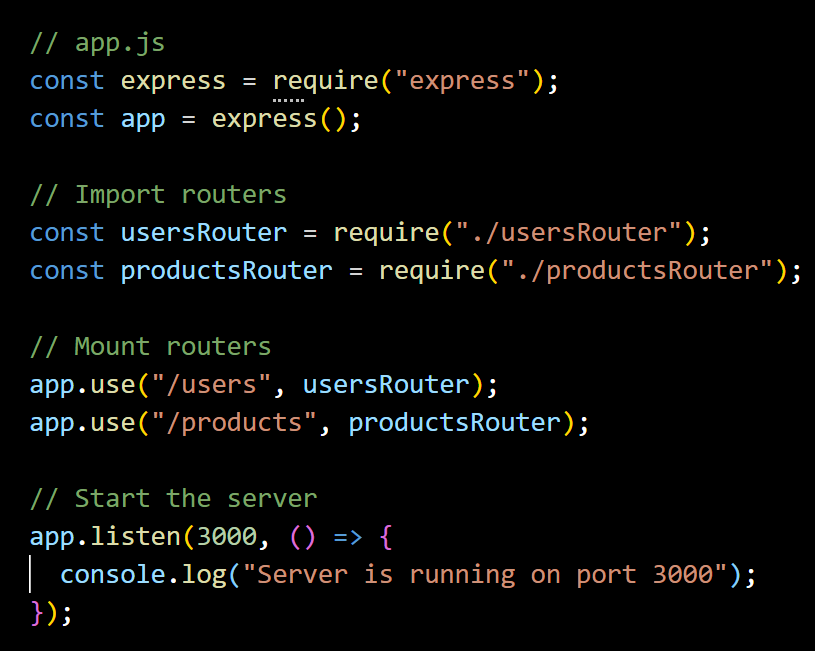 // app.js
const express = require("express");
const app = express();
// Import routers
const usersRouter = require("./usersRouter");
const productsRouter = require("./productsRouter");
// Mount routers
app.use("/users", usersRouter);
app.use("/products", productsRouter);
// Start the server
app.listen(3000, () => {
  console.log("Server is running on port 3000");
});